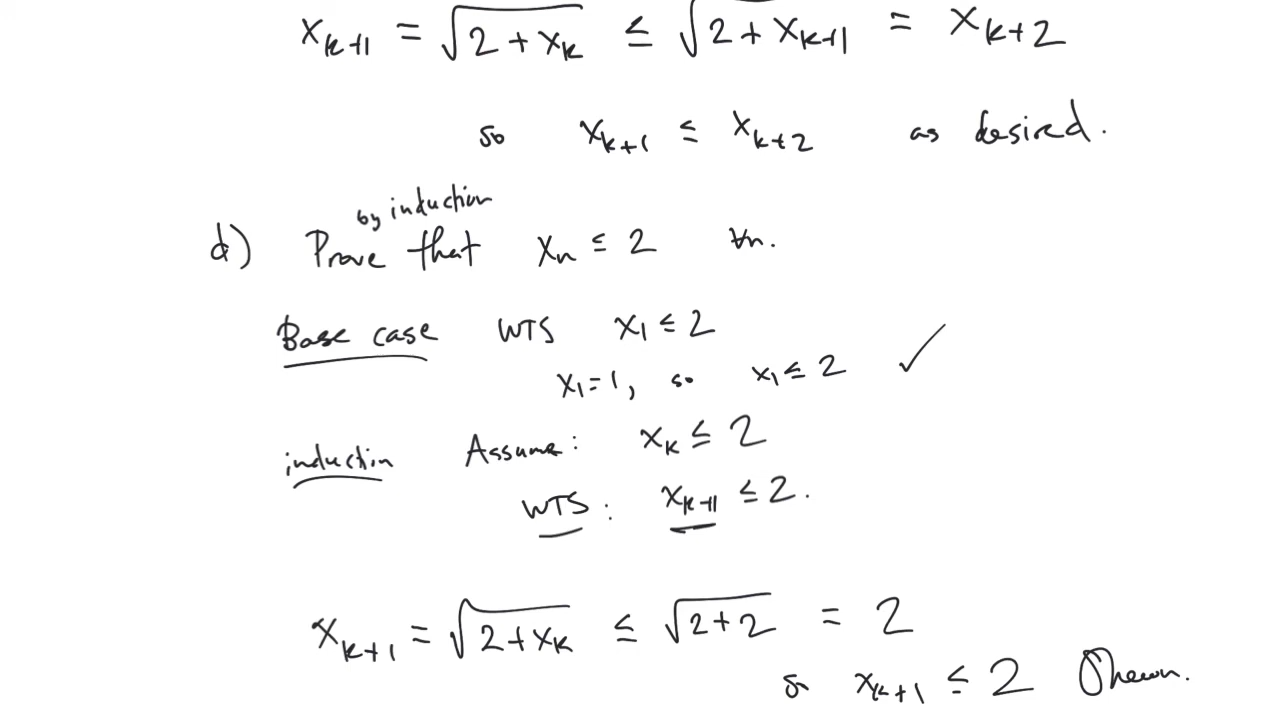 x_{k+1} = √(2 + x_k) ≤ √(2 + x_{k+1}) = x_{k+2}
so x_{k+1} ≤ x_{k+2} as desired.
by induction
d) Prove that x_n ≤ 2 ∀n.
Base case WTS x_1 ≤ 2
x_1 = 1, so x_1 ≤ 2 ✓
induction Assume: x_k ≤ 2
WTS: x_{k+1} ≤ 2.
x_{k+1} = √(2 + x_k) ≤ √(2 + 2) = 2
so x_{k+1} ≤ 2